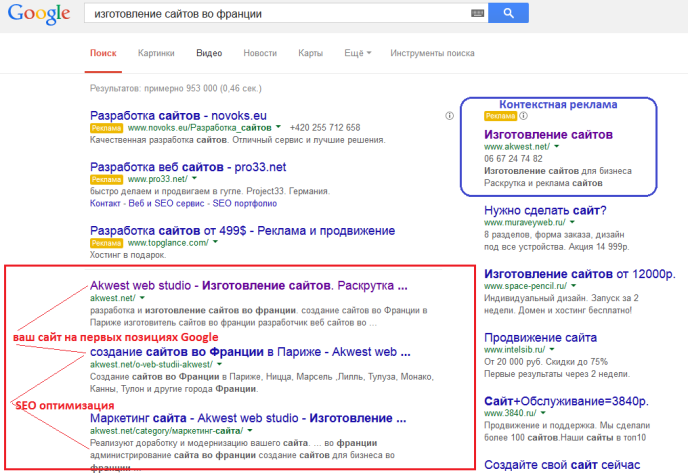 Google
изготовление сайтов во франции
Поиск Картинки Видео Новости Карты Ещё Инструменты поиска
Результатов: примерно 953 000 (0,46 сек.)
Разработка сайтов - novoks.eu
Реклама www.novoks.eu/Разработка_сайтов +420 255 712 658
Качественная разработка сайтов. Отличный сервис и лучшие решения.
Разработка веб сайтов - pro33.net
Реклама www.pro33.net/
быстро делаем и продвигаем в гугле. Project33. Германия.
Контакт - Веб и SEO сервис - SEO портфолио
Разработка сайтов от 499$ - Реклама и продвижение
Реклама www.topglance.com/
Хостинг в подарок.
Akwest web studio - Изготовление сайтов. Раскрутка ...
akwest.net/
разработка и изготовление сайтов во франции. создание сайтов во Франции в
Париже изготовитель сайтов во франции разработчик веб сайтов во ...
ваш сайт на первых позициях Google
создание сайтов во Франции в Париже - Akwest web ...
akwest.net/o-veb-studii-akwest/
Создание сайтов во Франции в Париже, Ницца, Марсель ,Лилль, Тулуза, Монако,
Канны, Тулон и другие города Франции.
SEO оптимизация
Маркетинг сайта - Akwest web studio - Изготовление ...
akwest.net/category/маркетинг-сайта/
Реализуют доработку и модернизацию вашего сайта. ... во франции
администрирование сайта во франции создание сайтов для бизнеса во
франции ...
Контекстная реклама
Реклама
Изготовление сайтов
www.akwest.net/
06 67 24 74 82
Изготовление сайтов для бизнеса
Раскрутка и реклама сайтов
Нужно сделать сайт?
www.muraveyweb.ru/
8 разделов, форма заказа, дизайн
под все устройства. Акция 14 999р.
Изготовление сайтов от 12000р.
www.space-pencil.ru/
Индивидуальный дизайн. Запуск за 2
недели. Домен и хостинг бесплатно!
Продвижение сайта
www.intelsib.ru/
От 20 000 руб. Скидки до 75%
Первые результаты через 2 недели.
Сайт+Обслуживание=3840р.
www.3840.ru/
Продвижение и поддержка. Мы сделали
более 100 сайтов.Наши сайты в топ10
Создайте свой сайт сейчас